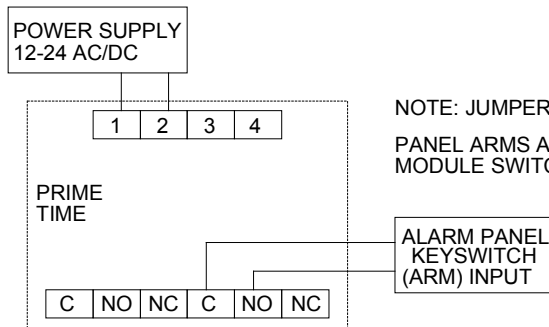 POWER SUPPLY
12-24 AC/DC
1 2 3 4
NOTE: JUMPER
PANEL ARMS A
MODULE SWITC
PRIME
TIME
ALARM PANEL
KEYSWITCH
(ARM) INPUT
C NO NC C NO NC